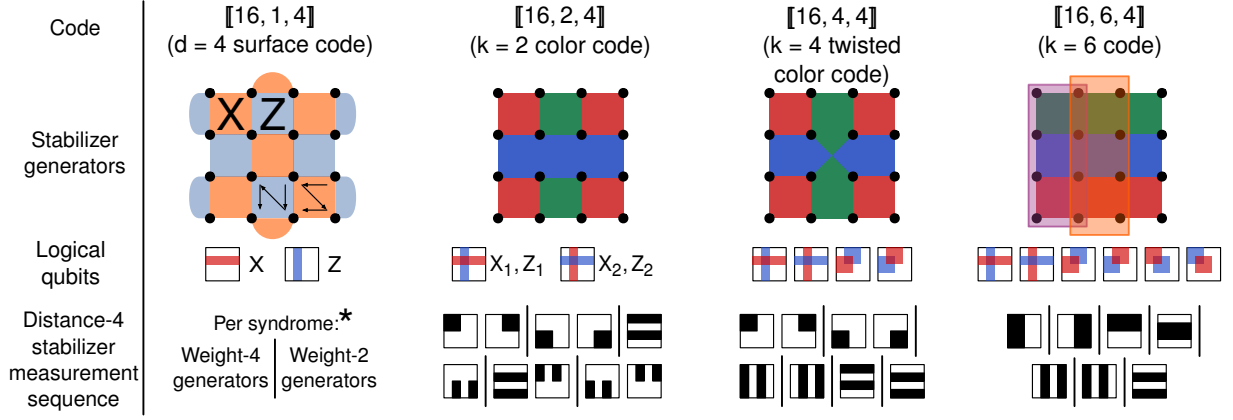 Code
⟦16, 1, 4⟧
(d = 4 surface code)
⟦16, 2, 4⟧
(k = 2 color code)
⟦16, 4, 4⟧
(k = 4 twisted
color code)
⟦16, 6, 4⟧
(k = 6 code)
Stabilizer
generators
X Z
Logical
qubits
X Z
X₁, Z₁ X₂, Z₂
Distance-4
stabilizer
measurement
sequence
Per syndrome:*
Weight-4
generators
Weight-2
generators